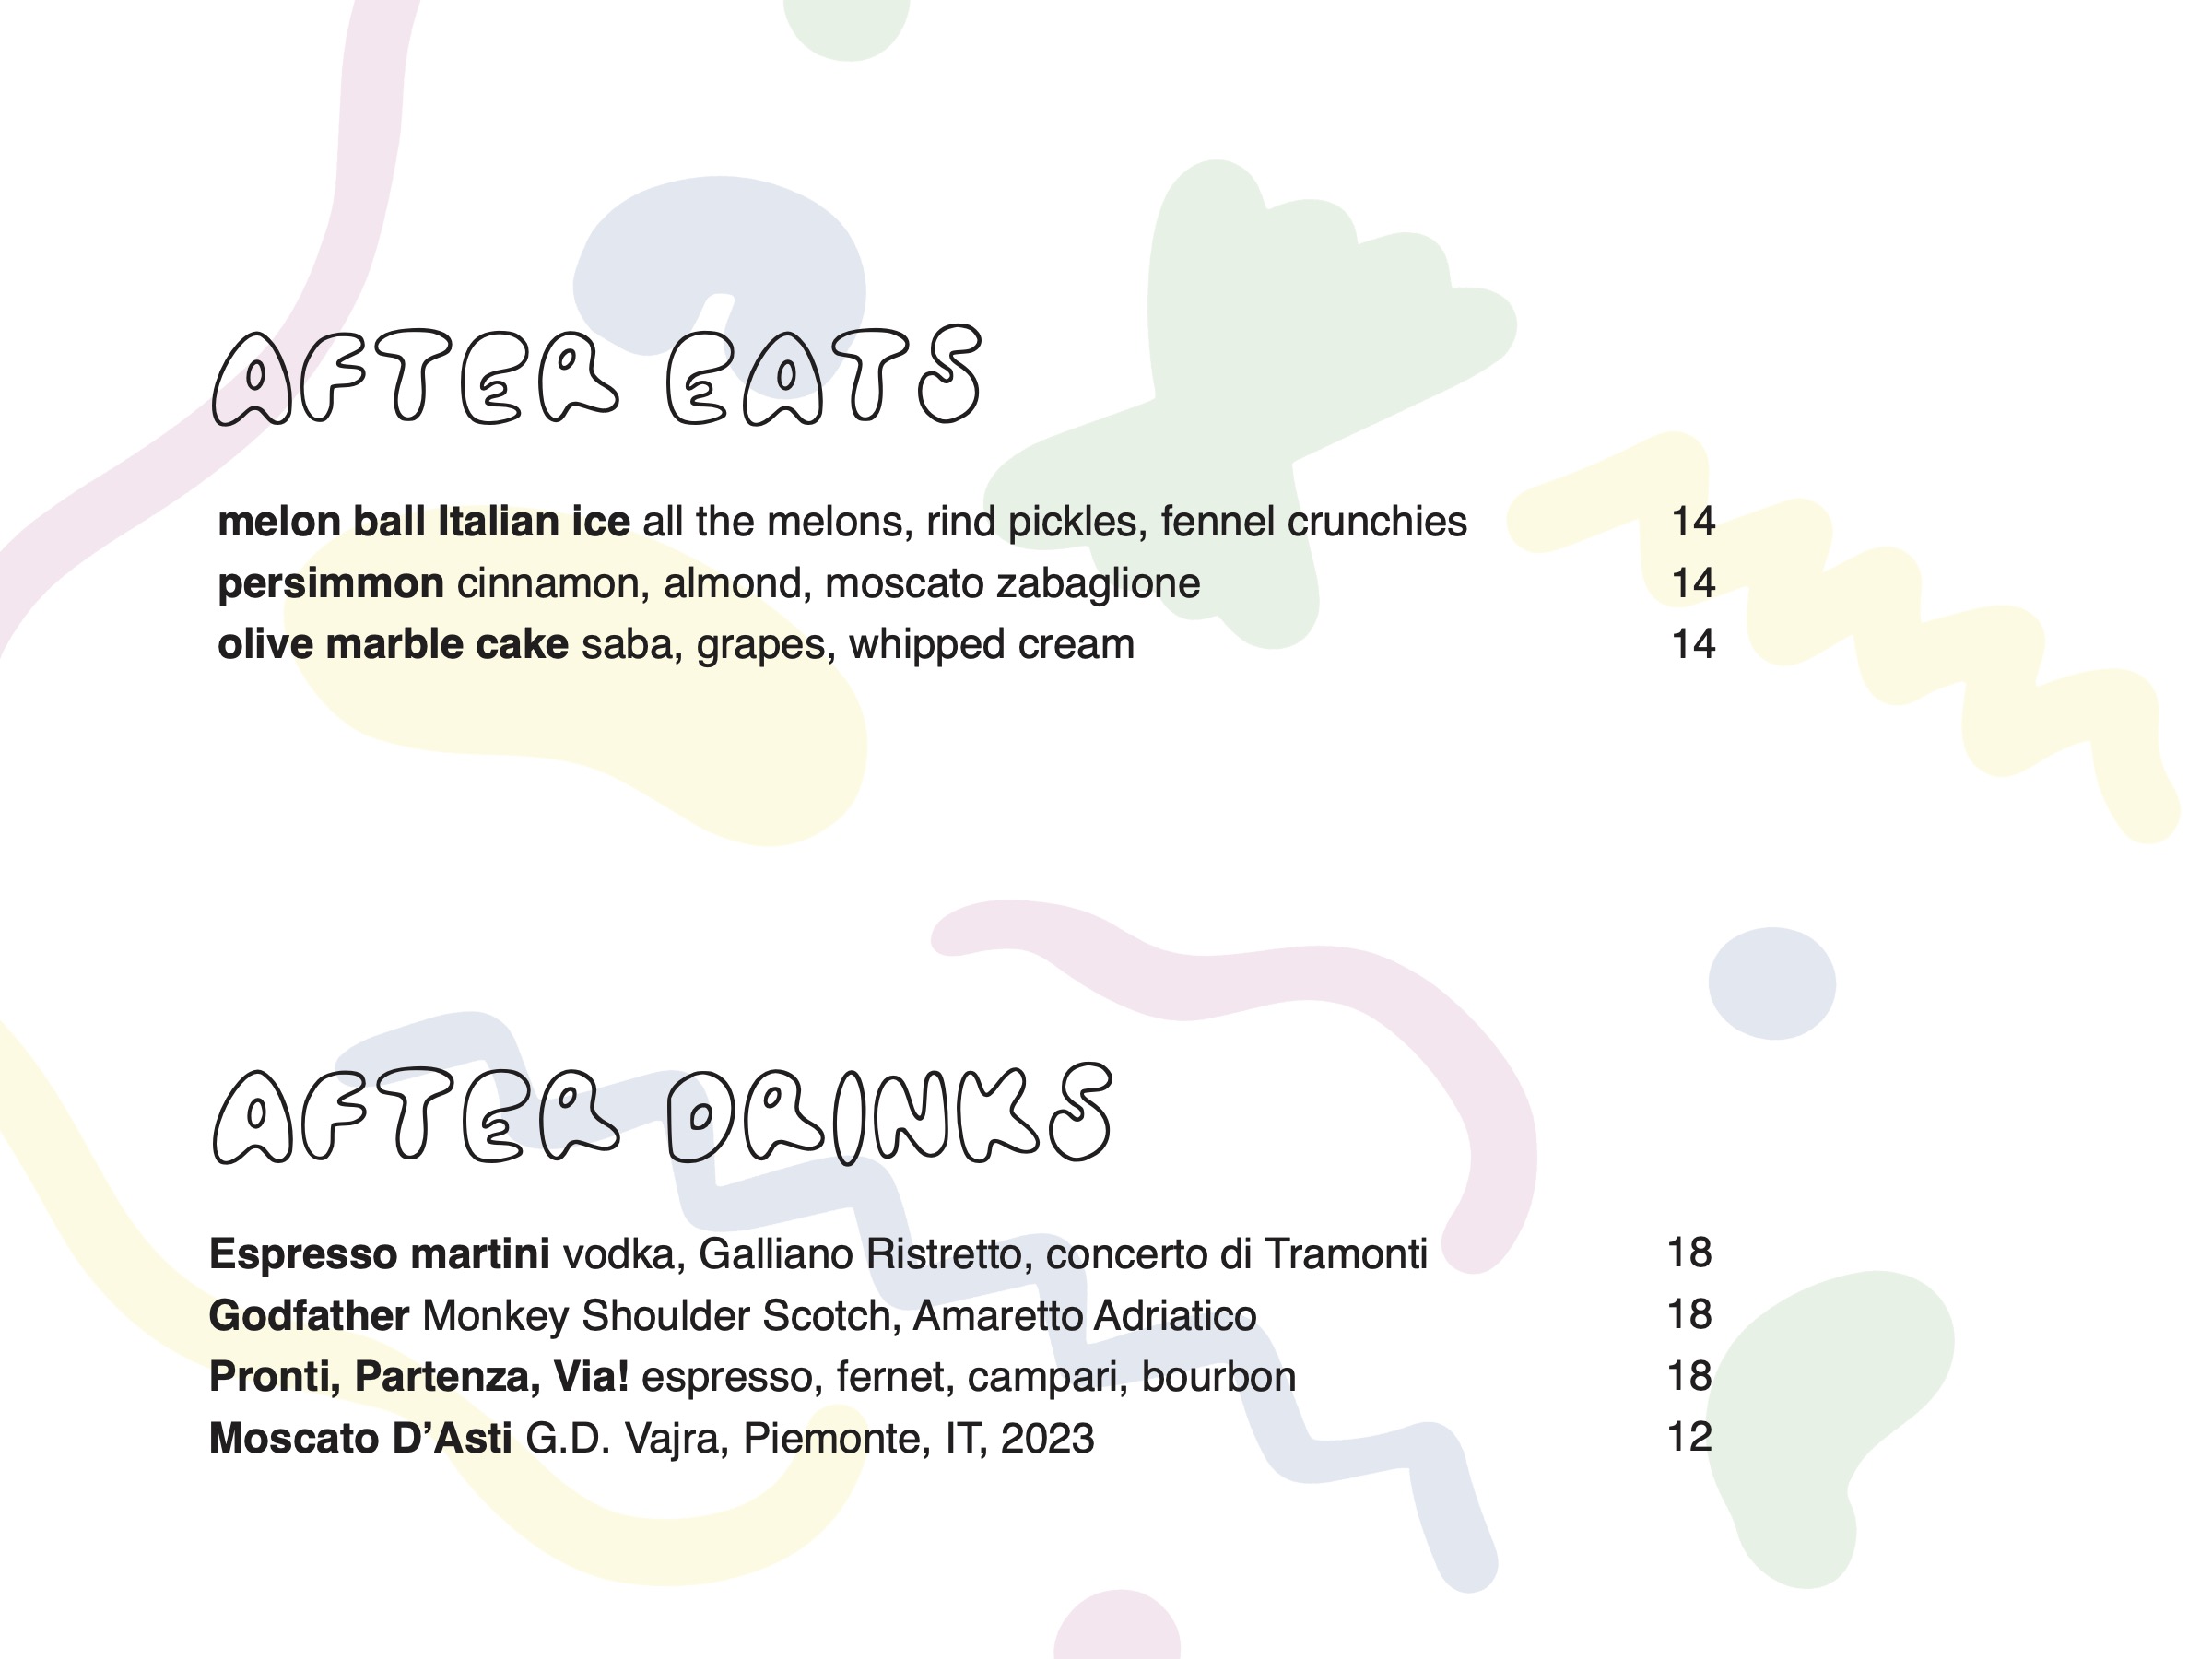 AFTER EATS
melon ball Italian ice all the melons, rind pickles, fennel crunchies 14
persimmon cinnamon, almond, moscato zabaglione 14
olive marble cake saba, grapes, whipped cream 14
AFTER DRINKS
Espresso martini vodka, Galliano Ristretto, concerto di Tramonti 18
Godfather Monkey Shoulder Scotch, Amaretto Adriatico 18
Pronti, Partenza, Via! espresso, fernet, campari, bourbon 18
Moscato D’Asti G.D. Vajra, Piemonte, IT, 2023 12